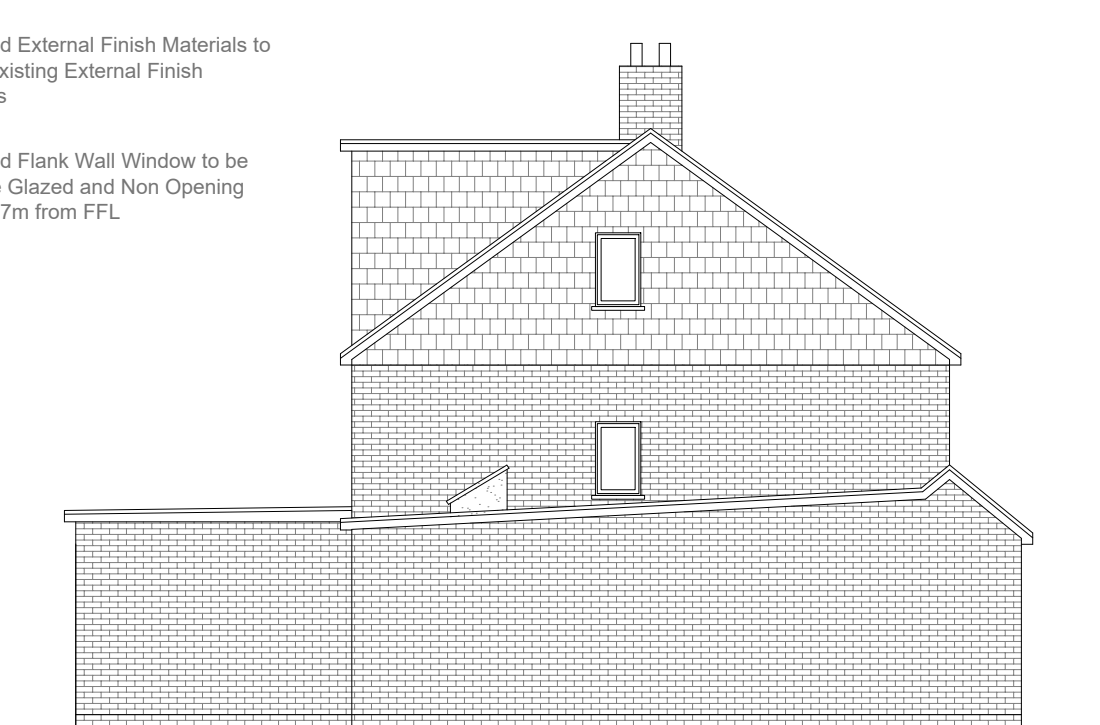 d External Finish Materials to
xisting External Finish
s
d Flank Wall Window to be
Glazed and Non Opening
7m from FFL